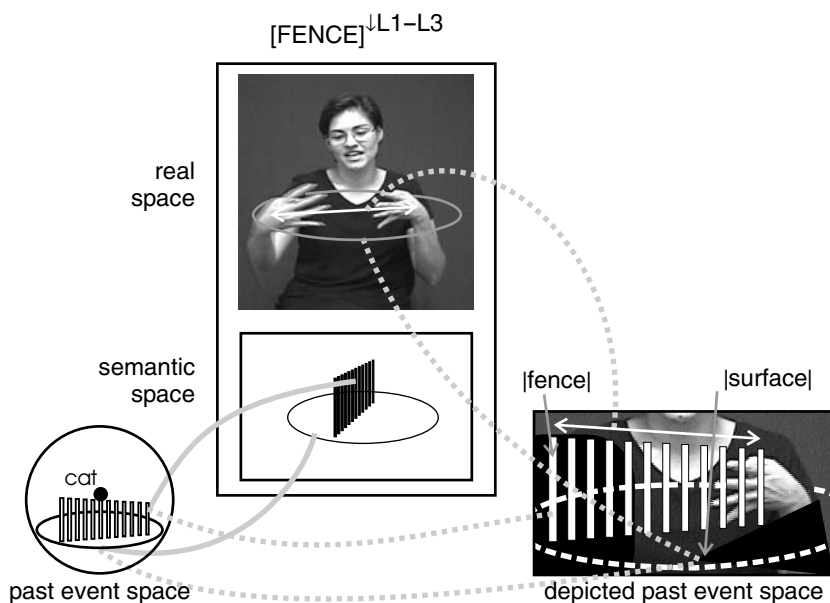 [FENCE]↓L1–L3
real
space
semantic
space
|fence|
|surface|
cat
past event space
depicted past event space